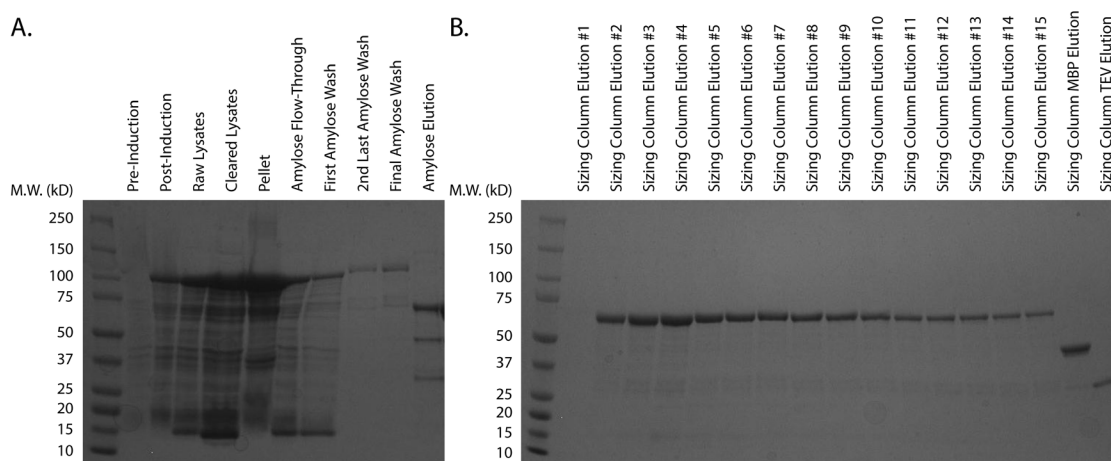 A.
Pre-Induction
Post-Induction
Raw Lysates
Cleared Lysates
Pellet
Amylose Flow-Through
First Amylose Wash
2nd Last Amylose Wash
Final Amylose Wash
Amylose Elution
M.W. (kD)
250
150
100
75
50
37
25
20
15
10
B.
Sizing Column Elution #1
Sizing Column Elution #2
Sizing Column Elution #3
Sizing Column Elution #4
Sizing Column Elution #5
Sizing Column Elution #6
Sizing Column Elution #7
Sizing Column Elution #8
Sizing Column Elution #9
Sizing Column Elution #10
Sizing Column Elution #11
Sizing Column Elution #12
Sizing Column Elution #13
Sizing Column Elution #14
Sizing Column Elution #15
Sizing Column MBP Elution
Sizing Column TEV Elution
M.W. (kD)
250
150
100
75
50
37
25
20
15
10